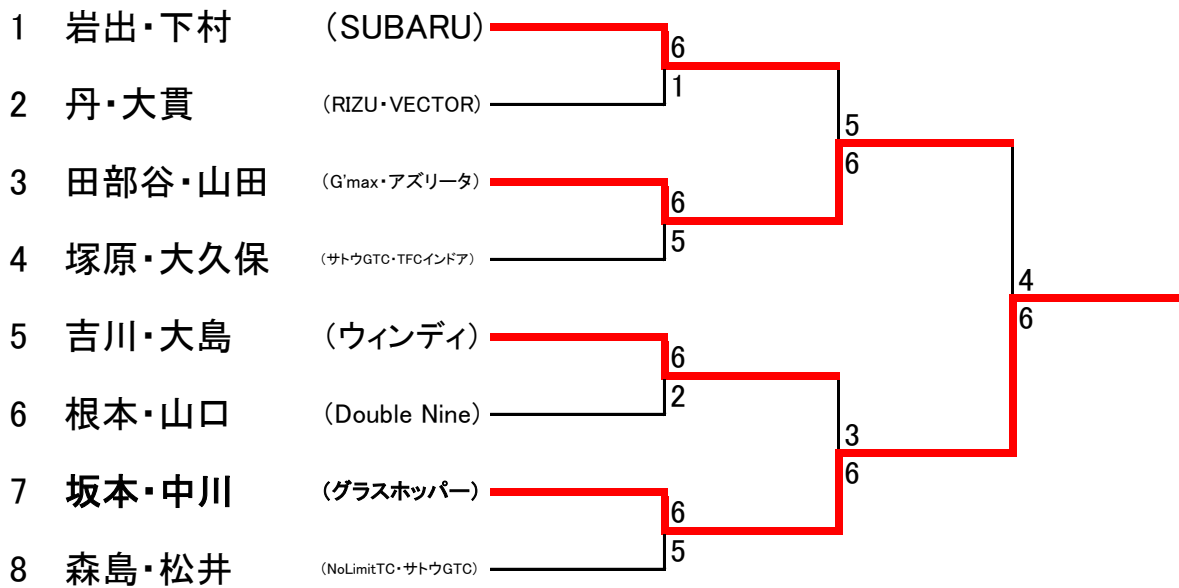 1 岩出・下村 (SUBARU)
6
1
2 丹・大貫 (RIZU・VECTOR)
5
6
3 田部谷・山田 (G'max・アズリータ)
6
5
4 塚原・大久保 (サトウGTC・TFCインドア)
4
6
5 吉川・大島 (ウィンディ)
6
2
6 根本・山口 (Double Nine)
3
6
7 坂本・中川 (グラスホッパー)
6
5
8 森島・松井 (NoLimitTC・サトウGTC)